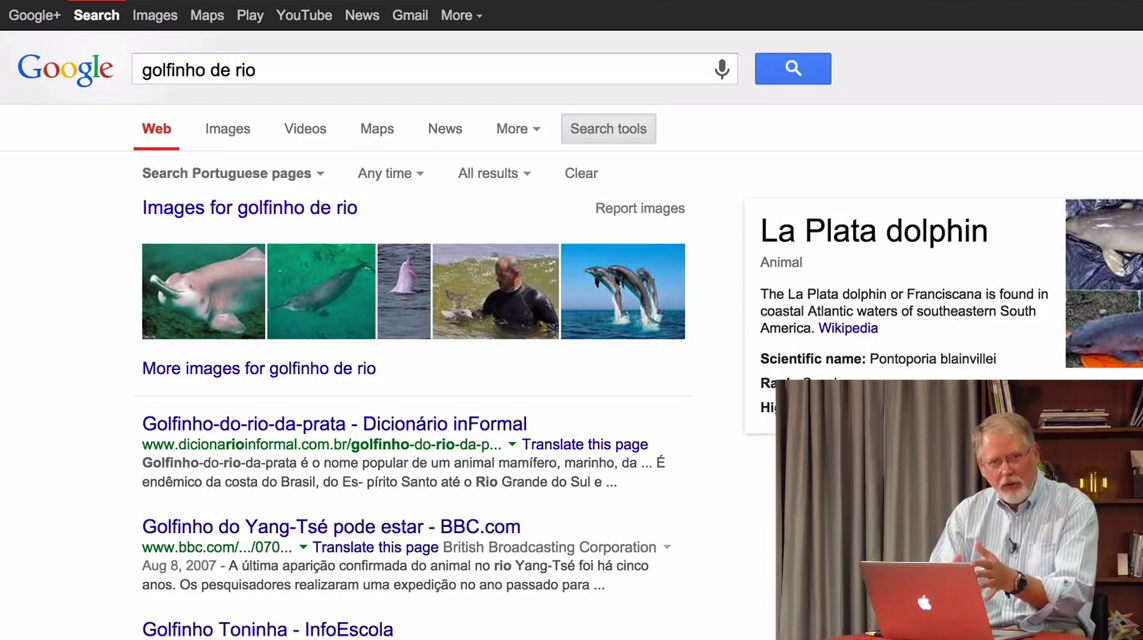 Google+ Search Images Maps Play YouTube News Gmail More
Google golfinho de rio
Web Images Videos Maps News More Search tools
Search Portuguese pages Any time All results Clear
Images for golfinho de rio Report images
More images for golfinho de rio
Golfinho-do-rio-da-prata - Dicionário inFormal
www.dicionarioinformal.com.br/golfinho-do-rio-da-p... Translate this page
Golfinho-do-rio-da-prata é o nome popular de um animal mamífero, marinho, da ... É
endêmico da costa do Brasil, do Es- pírito Santo até o Rio Grande do Sul e ...
Golfinho do Yang-Tsé pode estar - BBC.com
www.bbc.com/.../070... Translate this page British Broadcasting Corporation
Aug 8, 2007 - A última aparição confirmada do animal no rio Yang-Tsé foi há cinco
anos. Os pesquisadores realizaram uma expedição no ano passado para ...
Golfinho Toninha - InfoEscola
La Plata dolphin
Animal
The La Plata dolphin or Franciscana is found in
coastal Atlantic waters of southeastern South
America. Wikipedia
Scientific name: Pontoporia blainvillei